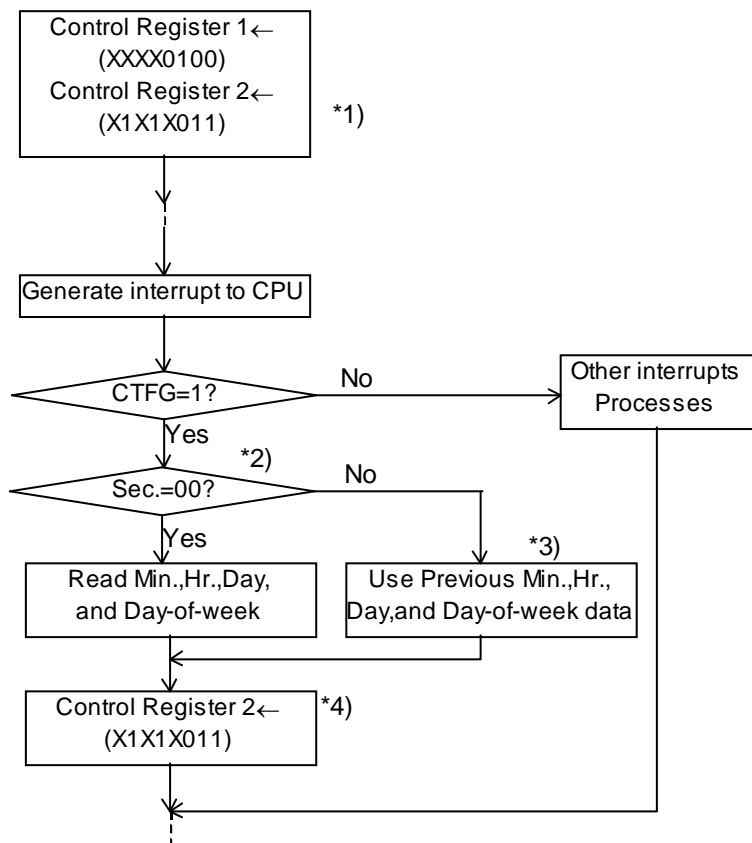 Control Register 1←
(XXXX0100)
Control Register 2←
(X1X1X011)
*1)
Generate interrupt to CPU
CTFG=1?
No
Other interrupts
Processes
Yes
*2)
Sec.=00?
No
Yes
*3)
Read Min.,Hr.,Day,
and Day-of-week
Use Previous Min.,Hr.,
Day,and Day-of-week data
Control Register 2←
(X1X1X011)
*4)